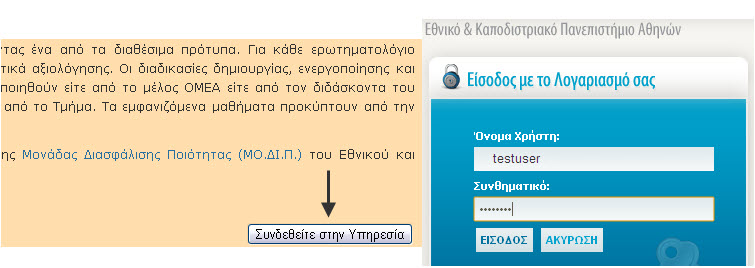 ντας ένα από τα διαθέσιμα πρότυπα. Για κάθε ερωτηματολόγιο
τικά αξιολόγησης. Οι διαδικασίες δημιουργίας, ενεργοποίησης και
ποιηθούν είτε από το μέλος ΟΜΕΑ είτε από τον διδάσκοντα του
από το Τμήμα. Τα εμφανιζόμενα μαθήματα προκύπτουν από την
ης Μονάδας Διασφάλισης Ποιότητας (ΜΟ.ΔΙ.Π.) του Εθνικού και
Συνδεθείτε στην Υπηρεσία
Εθνικό & Καποδιστριακό Πανεπιστήμιο Αθηνών
Είσοδος με το Λογαριασμό σας
Όνομα Χρήστη:
testuser
Συνθηματικό:
••••••••
ΕΙΣΟΔΟΣ ΑΚΥΡΩΣΗ